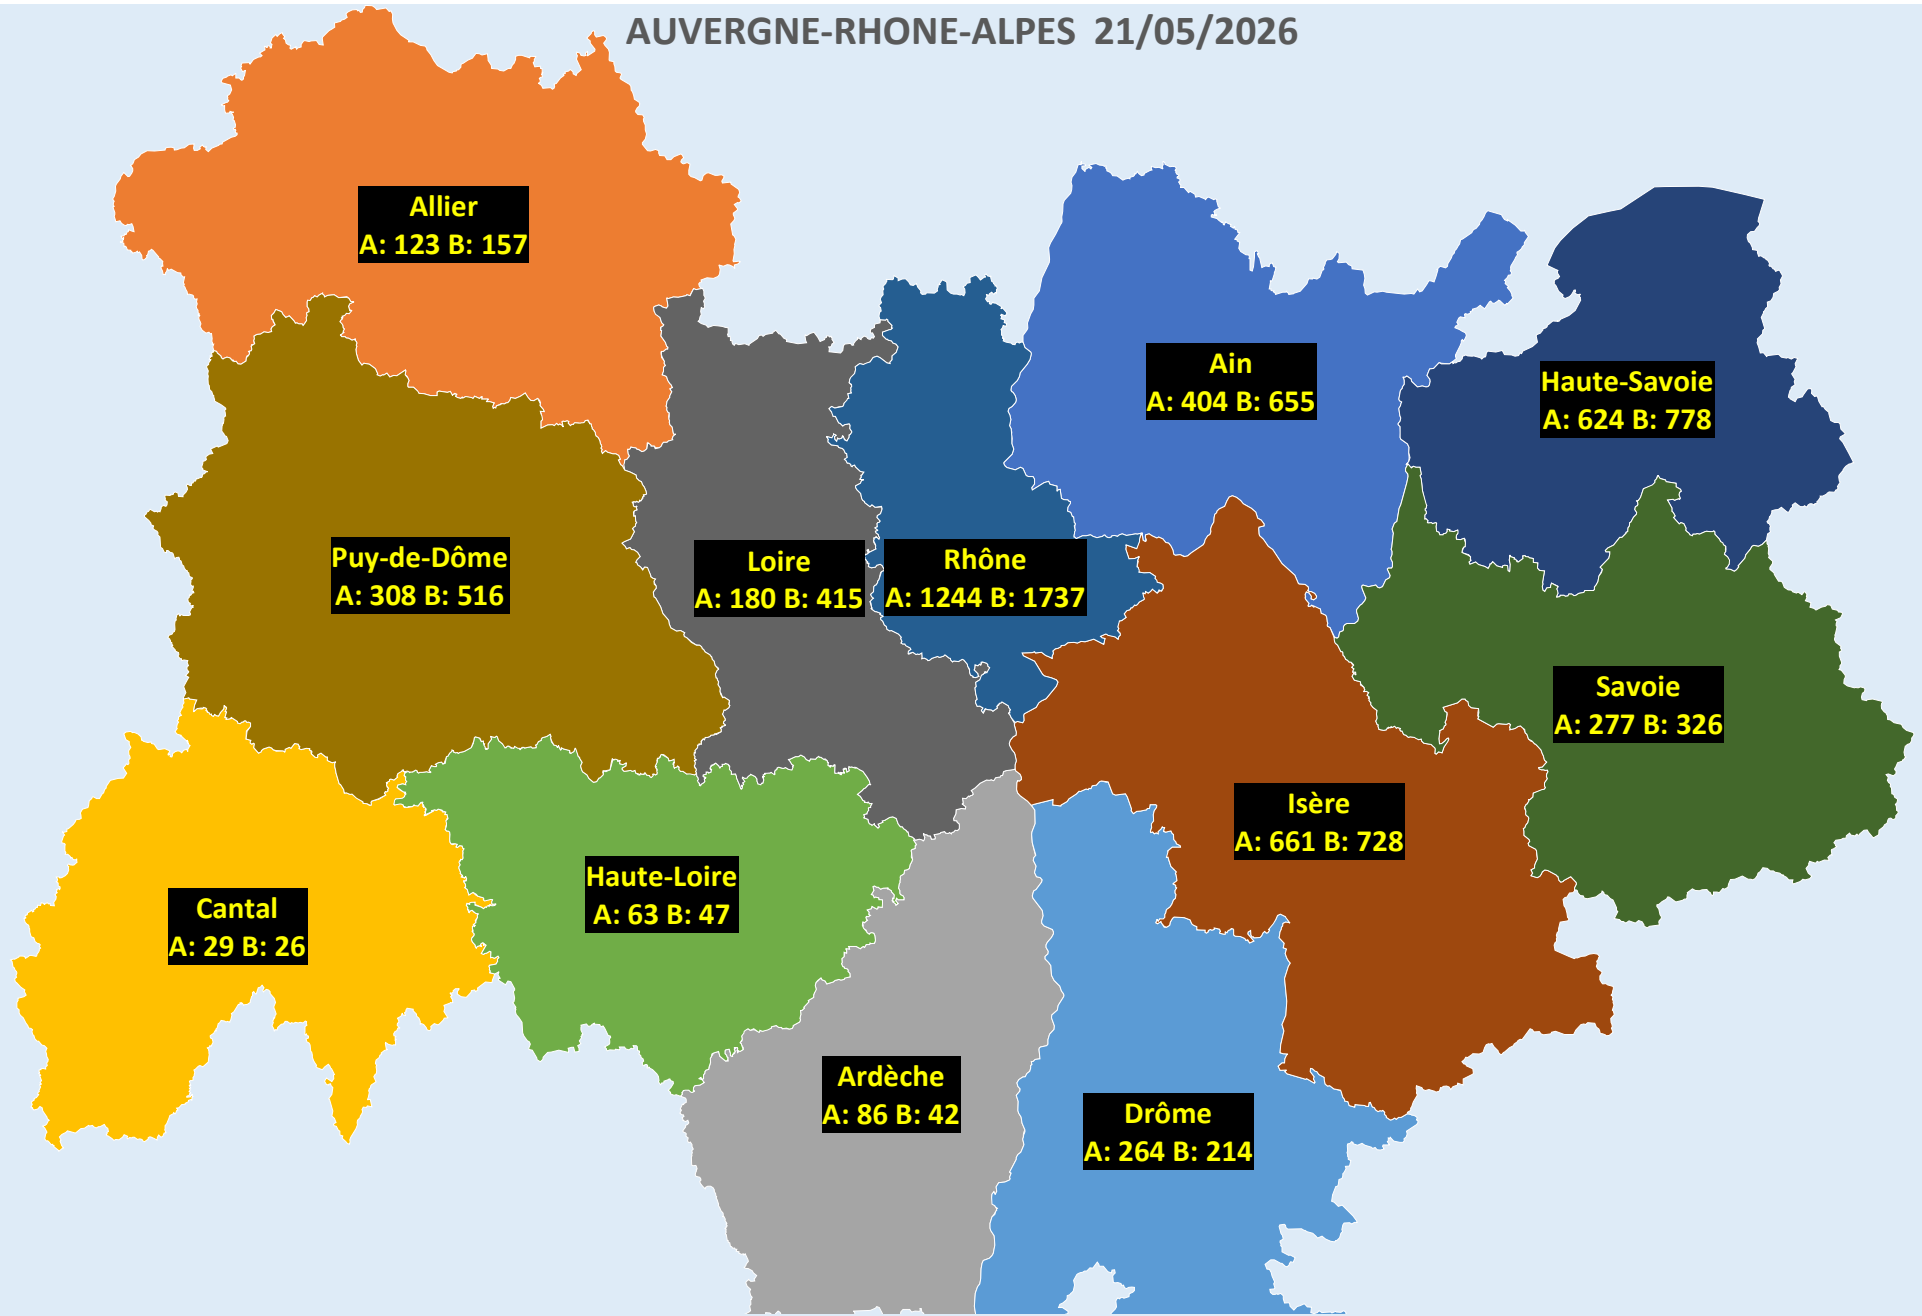 AUVERGNE-RHONE-ALPES 21/05/2026
Allier
A: 123 B: 157
Ain
A: 404 B: 655
Haute-Savoie
A: 624 B: 778
Puy-de-Dôme
A: 308 B: 516
Loire
A: 180 B: 415
Rhône
A: 1244 B: 1737
Savoie
A: 277 B: 326
Isère
A: 661 B: 728
Haute-Loire
A: 63 B: 47
Cantal
A: 29 B: 26
Ardèche
A: 86 B: 42
Drôme
A: 264 B: 214